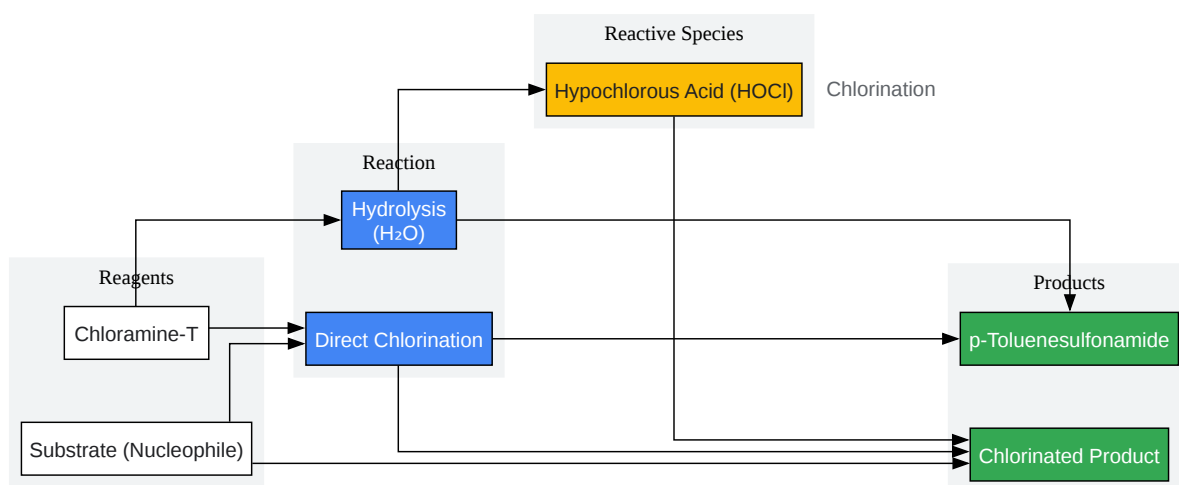 Reactive Species
Hypochlorous Acid (HOCl)
Chlorination
Reaction
Hydrolysis
(H₂O)
Reagents
Products
Chloramine-T
Direct Chlorination
p-Toluenesulfonamide
Substrate (Nucleophile)
Chlorinated Product